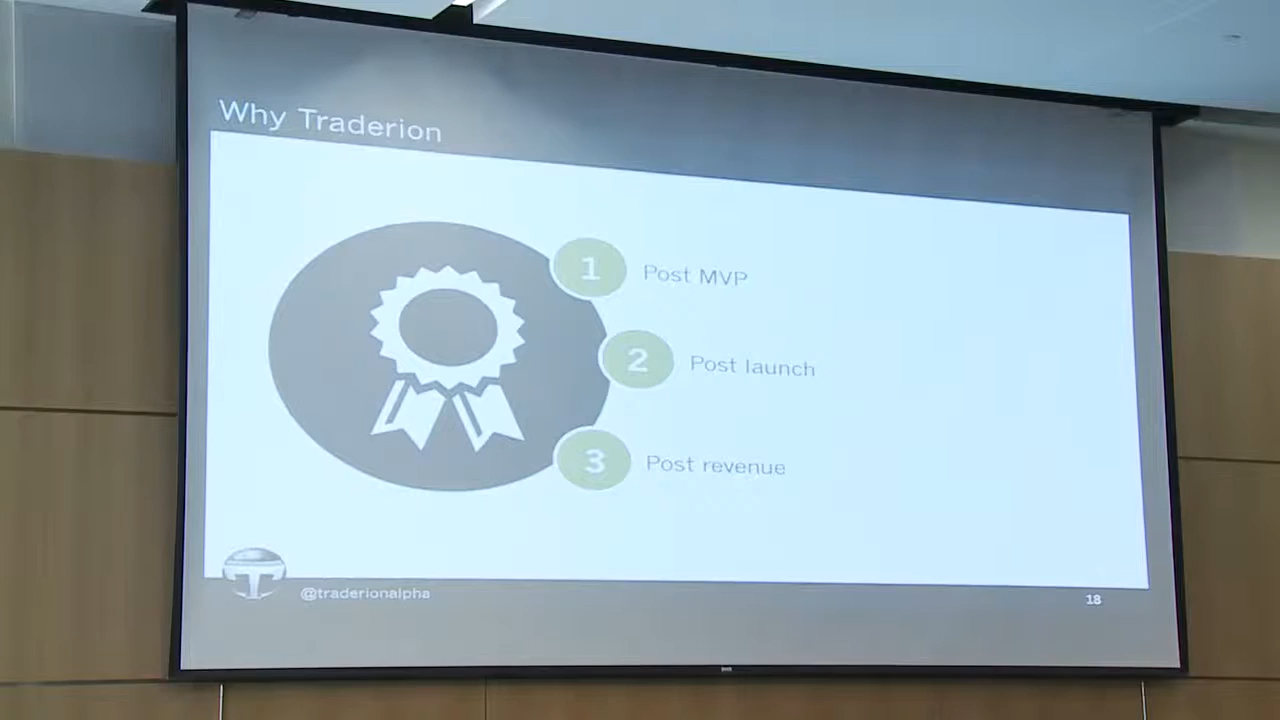 Why Traderion
1
Post MVP
2
Post launch
3
Post revenue
T
@traderionalpha
18